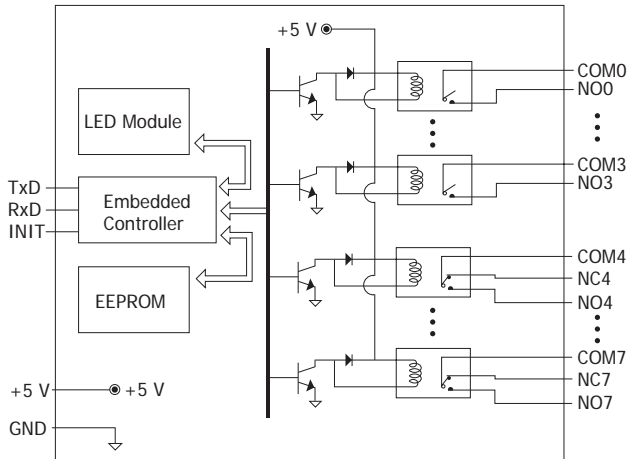 +5 V
COM0
NO0
LED Module
COM3
NO3
TxD
RxD
INIT
Embedded
Controller
COM4
NC4
NO4
EEPROM
COM7
NC7
NO7
+5 V
+5 V
GND